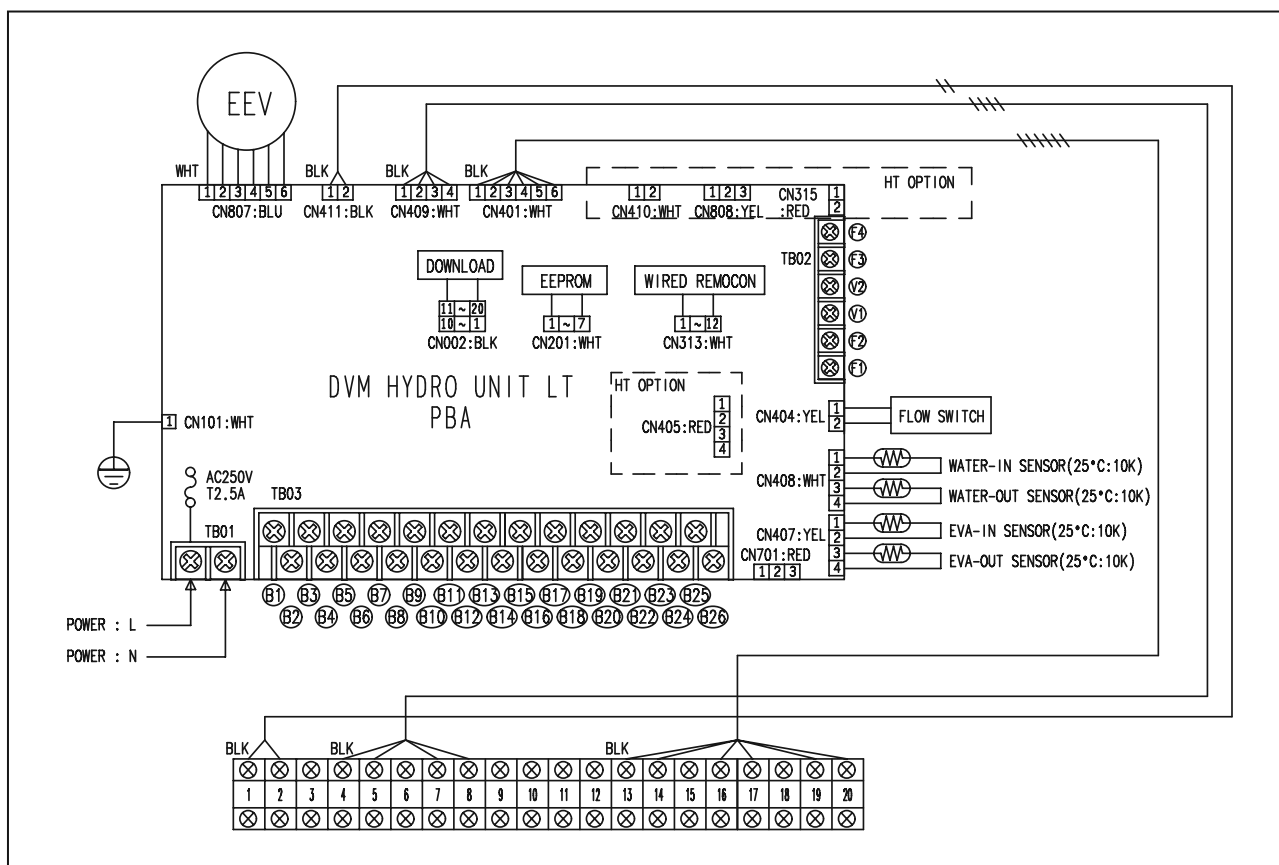 EEV
WHT
BLK
BLK
BLK
HT OPTION
1 2 3 4 5 6
1 2
1 2 3 4
1 2 3 4 5 6
1 2
1 2 3
CN315
:RED
1
2
CN807:BLU
CN411:BLK
CN409:WHT
CN401:WHT
CN410:WHT
CN808:YEL
TB02
F4
F3
V2
V1
F2
F1
DOWNLOAD
11 ~ 20
10 ~ 1
CN002:BLK
EEPROM
1 ~ 7
CN201:WHT
WIRED REMOCON
1 ~ 12
CN313:WHT
DVM HYDRO UNIT LT
PBA
HT OPTION
CN405:RED
1
2
3
4
CN404:YEL
1
2
FLOW SWITCH
1 CN101:WHT
CN408:WHT
1
2
3
4
WATER-IN SENSOR(25°C:10K)
WATER-OUT SENSOR(25°C:10K)
AC250V
T2.5A
TB01
TB03
CN407:YEL
1
2
3
4
EVA-IN SENSOR(25°C:10K)
EVA-OUT SENSOR(25°C:10K)
CN701:RED
1 2 3
B1 B3 B5 B7 B9 B11 B13 B15 B17 B19 B21 B23 B25
B2 B4 B6 B8 B10 B12 B14 B16 B18 B20 B22 B24 B26
POWER : L
POWER : N
BLK
BLK
BLK
1 2 3 4 5 6 7 8 9 10 11 12 13 14 15 16 17 18 19 20